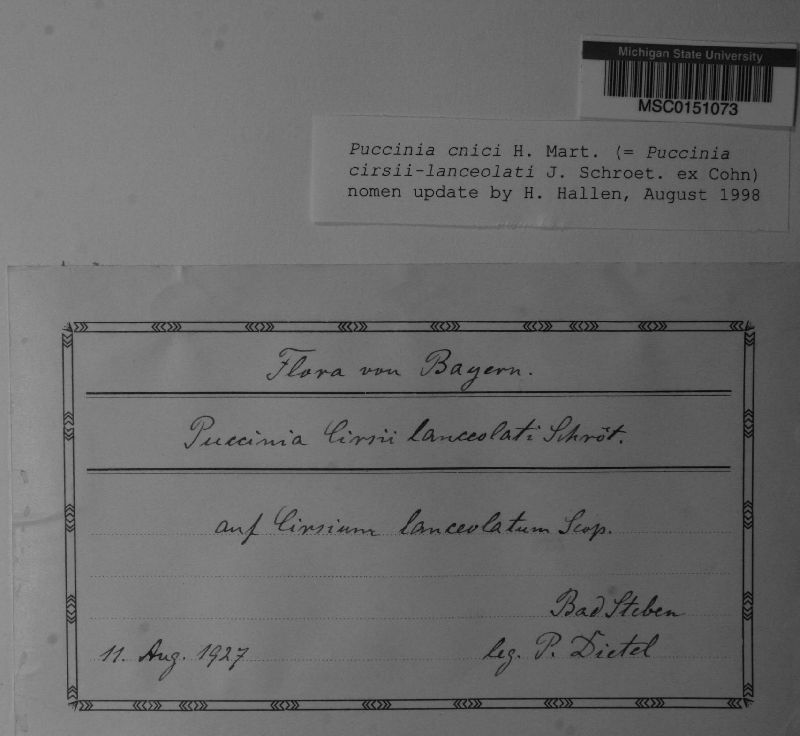 Michigan State University
MSC0151073
Puccinia cnici H. Mart. (= Puccinia
cirsii-lanceolati J. Schroet. ex Cohn)
nomen update by H. Hallen, August 1998
Flora von Bayern.
Puccinia Cirsii lanceolati Schröt.
auf Cirsium lanceolatum Scop.
Bad Steben
11. Aug. 1927 leg. P. Dietel